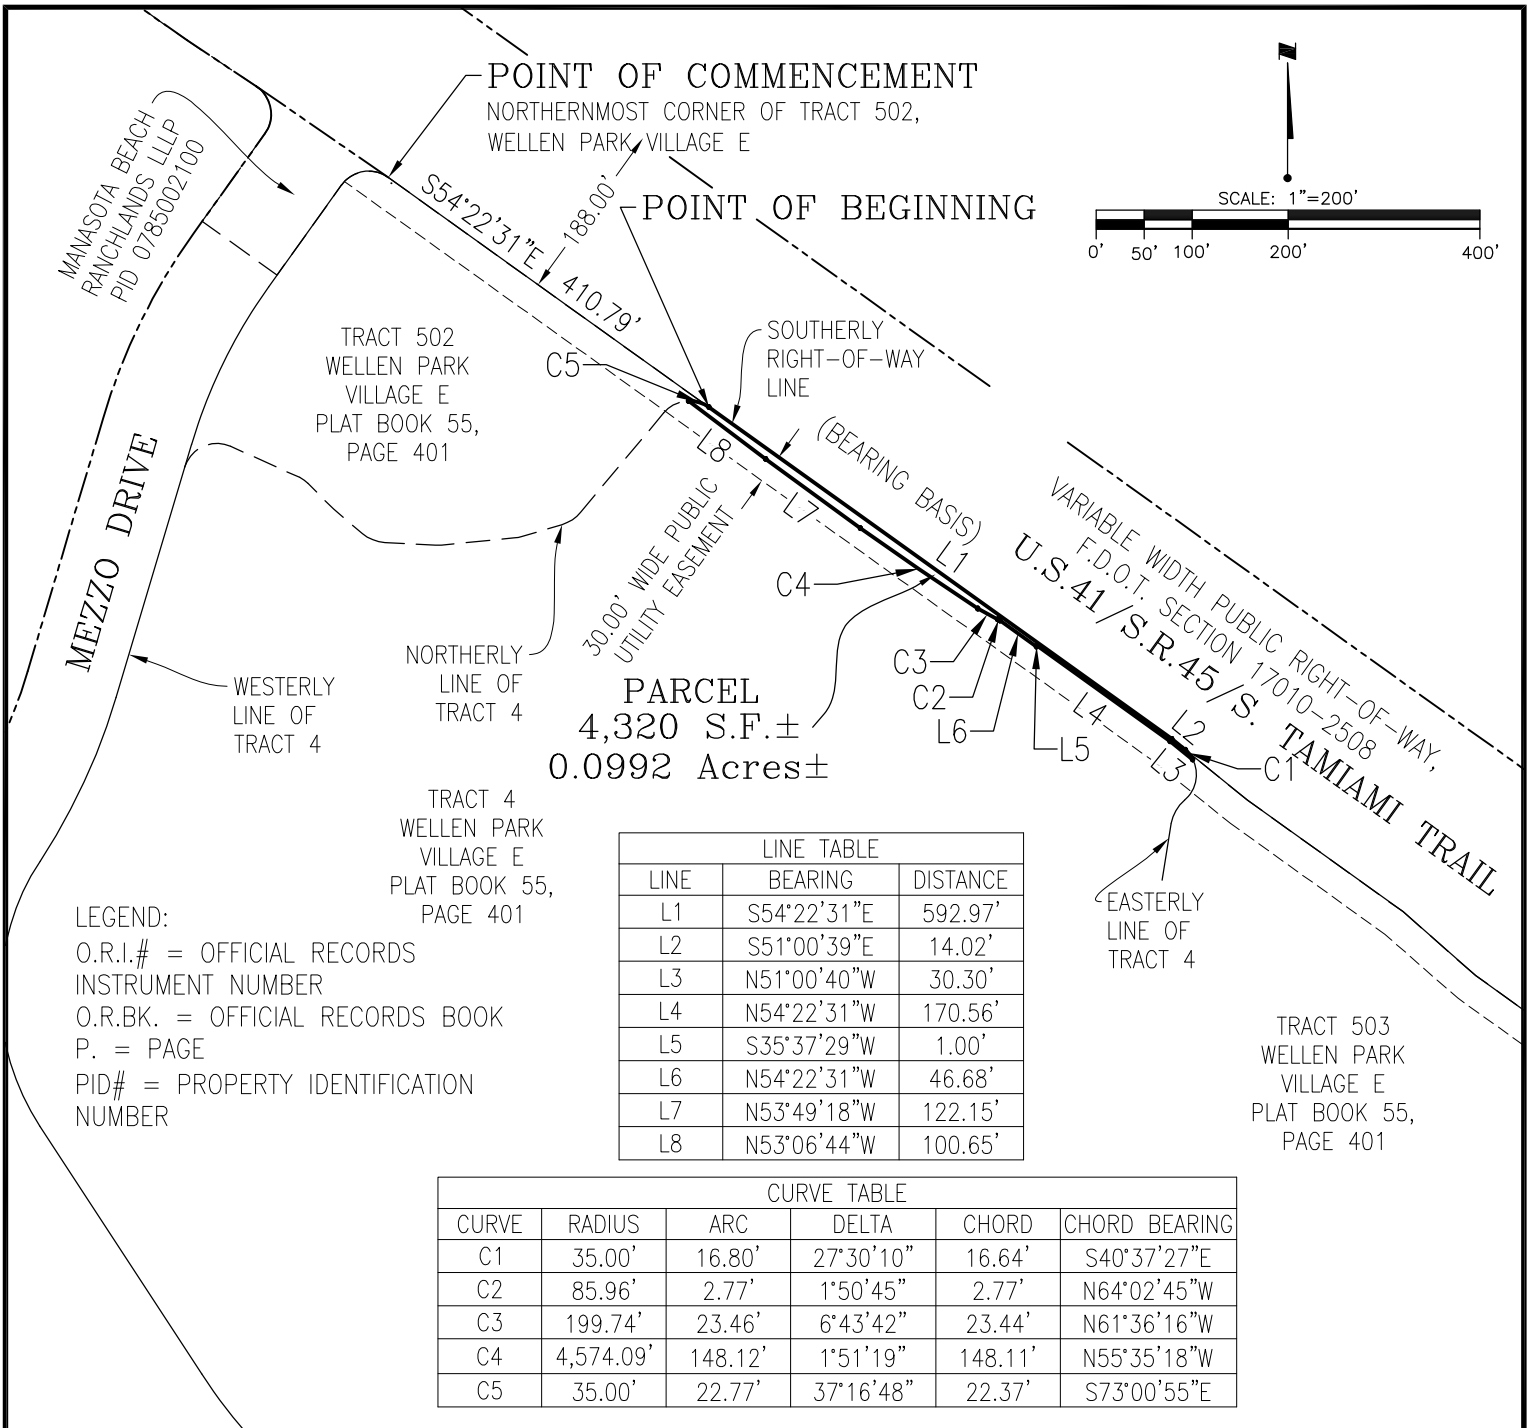 POINT OF COMMENCEMENT
NORTHERNMOST CORNER OF TRACT 502,
WELLEN PARK VILLAGE E
N
SCALE: 1"=200'
0' 50' 100' 200' 400'
MANASOTA BEACH
RANCHLANDS LLLP
PID 0785002100
S54°22'31"E 410.79'
188.00'
POINT OF BEGINNING
TRACT 502
WELLEN PARK
VILLAGE E
PLAT BOOK 55,
PAGE 401
C5
SOUTHERLY
RIGHT-OF-WAY
LINE
(BEARING BASIS)
L1
L8
L7
30.00' WIDE PUBLIC
UTILITY EASEMENT
C4
C3
C2
L6
L5
L4
L2
L3
C1
VARIABLE WIDTH PUBLIC RIGHT-OF-WAY,
F.D.O.T. SECTION 17010-2508
U.S.41/S.R.45/S. TAMIAMI TRAIL
MEZZO DRIVE
WESTERLY
LINE OF
TRACT 4
NORTHERLY
LINE OF
TRACT 4
PARCEL
4,320 S.F.±
0.0992 Acres±
TRACT 4
WELLEN PARK
VILLAGE E
PLAT BOOK 55,
PAGE 401
EASTERLY
LINE OF
TRACT 4
TRACT 503
WELLEN PARK
VILLAGE E
PLAT BOOK 55,
PAGE 401
LEGEND:
O.R.I.# = OFFICIAL RECORDS
INSTRUMENT NUMBER
O.R.BK. = OFFICIAL RECORDS BOOK
P. = PAGE
PID# = PROPERTY IDENTIFICATION
NUMBER
LINE TABLE
LINE BEARING DISTANCE
L1 S54°22'31"E 592.97'
L2 S51°00'39"E 14.02'
L3 N51°00'40"W 30.30'
L4 N54°22'31"W 170.56'
L5 S35°37'29"W 1.00'
L6 N54°22'31"W 46.68'
L7 N53°49'18"W 122.15'
L8 N53°06'44"W 100.65'
CURVE TABLE
CURVE RADIUS ARC DELTA CHORD CHORD BEARING
C1 35.00' 16.80' 27°30'10" 16.64' S40°37'27"E
C2 85.96' 2.77' 1°50'45" 2.77' N64°02'45"W
C3 199.74' 23.46' 6°43'42" 23.44' N61°36'16"W
C4 4,574.09' 148.12' 1°51'19" 148.11' N55°35'18"W
C5 35.00' 22.77' 37°16'48" 22.37' S73°00'55"E